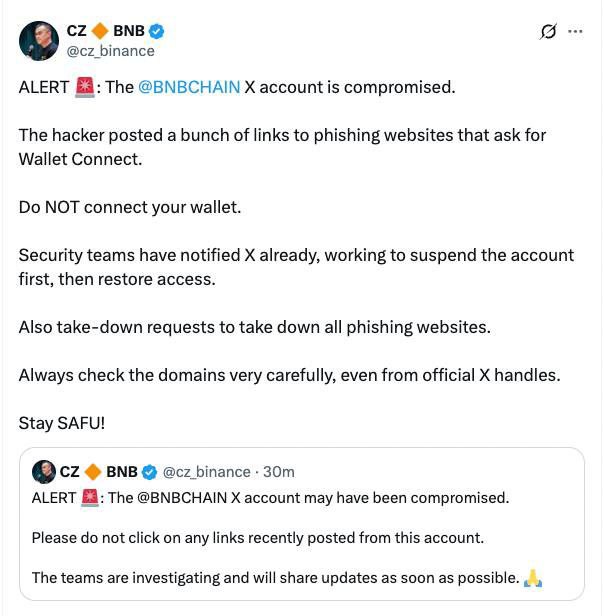 CZ 🔶 BNB
@cz_binance
ALERT 🚨: The @BNBCHAIN X account is compromised.
The hacker posted a bunch of links to phishing websites that ask for
Wallet Connect.
Do NOT connect your wallet.
Security teams have notified X already, working to suspend the account
first, then restore access.
Also take-down requests to take down all phishing websites.
Always check the domains very carefully, even from official X handles.
Stay SAFU!
CZ 🔶 BNB @cz_binance · 30m
ALERT 🚨: The @BNBCHAIN X account may have been compromised.
Please do not click on any links recently posted from this account.
The teams are investigating and will share updates as soon as possible. 🙏